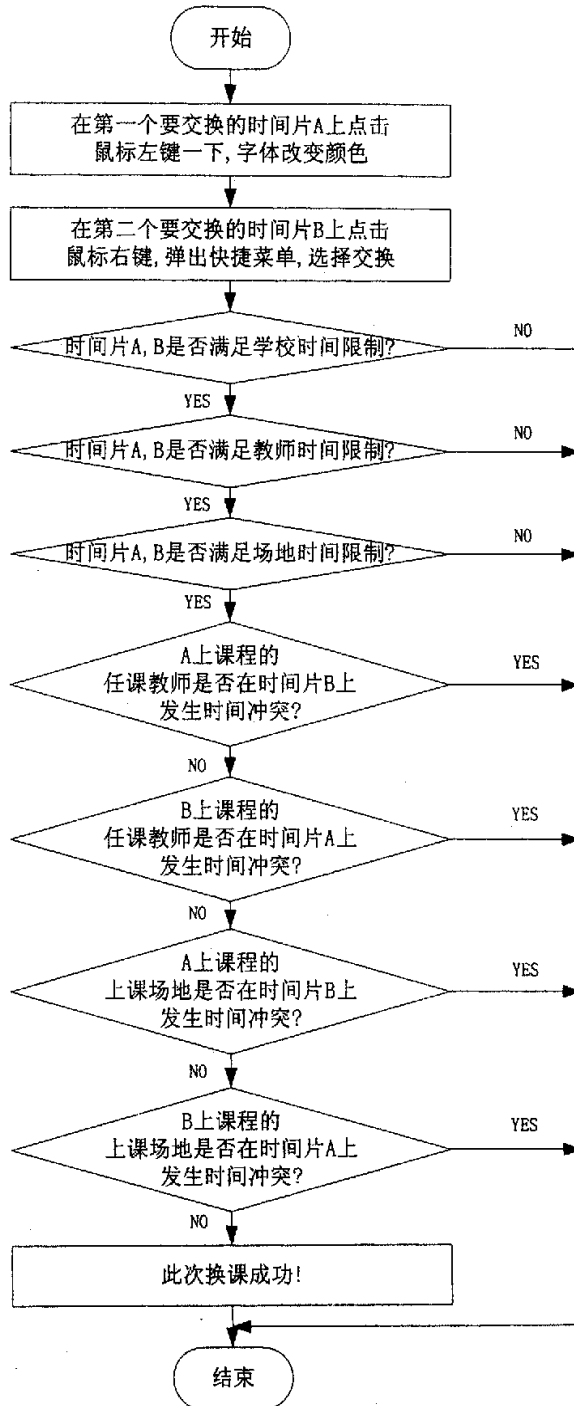 开始
在第一个要交换的时间片A上点击
鼠标左键一下,字体改变颜色
在第二个要交换的时间片B上点击
鼠标右键,弹出快捷菜单,选择交换
时间片A,B是否满足学校时间限制?
NO
YES
时间片A,B是否满足教师时间限制?
NO
YES
时间片A,B是否满足场地时间限制?
NO
YES
A上课程的
任课教师是否在时间片B上
发生时间冲突?
YES
NO
B上课程的
任课教师是否在时间片A上
发生时间冲突?
YES
NO
A上课程的
上课场地是否在时间片B上
发生时间冲突?
YES
NO
B上课程的
上课场地是否在时间片A上
发生时间冲突?
YES
NO
此次换课成功!
结束